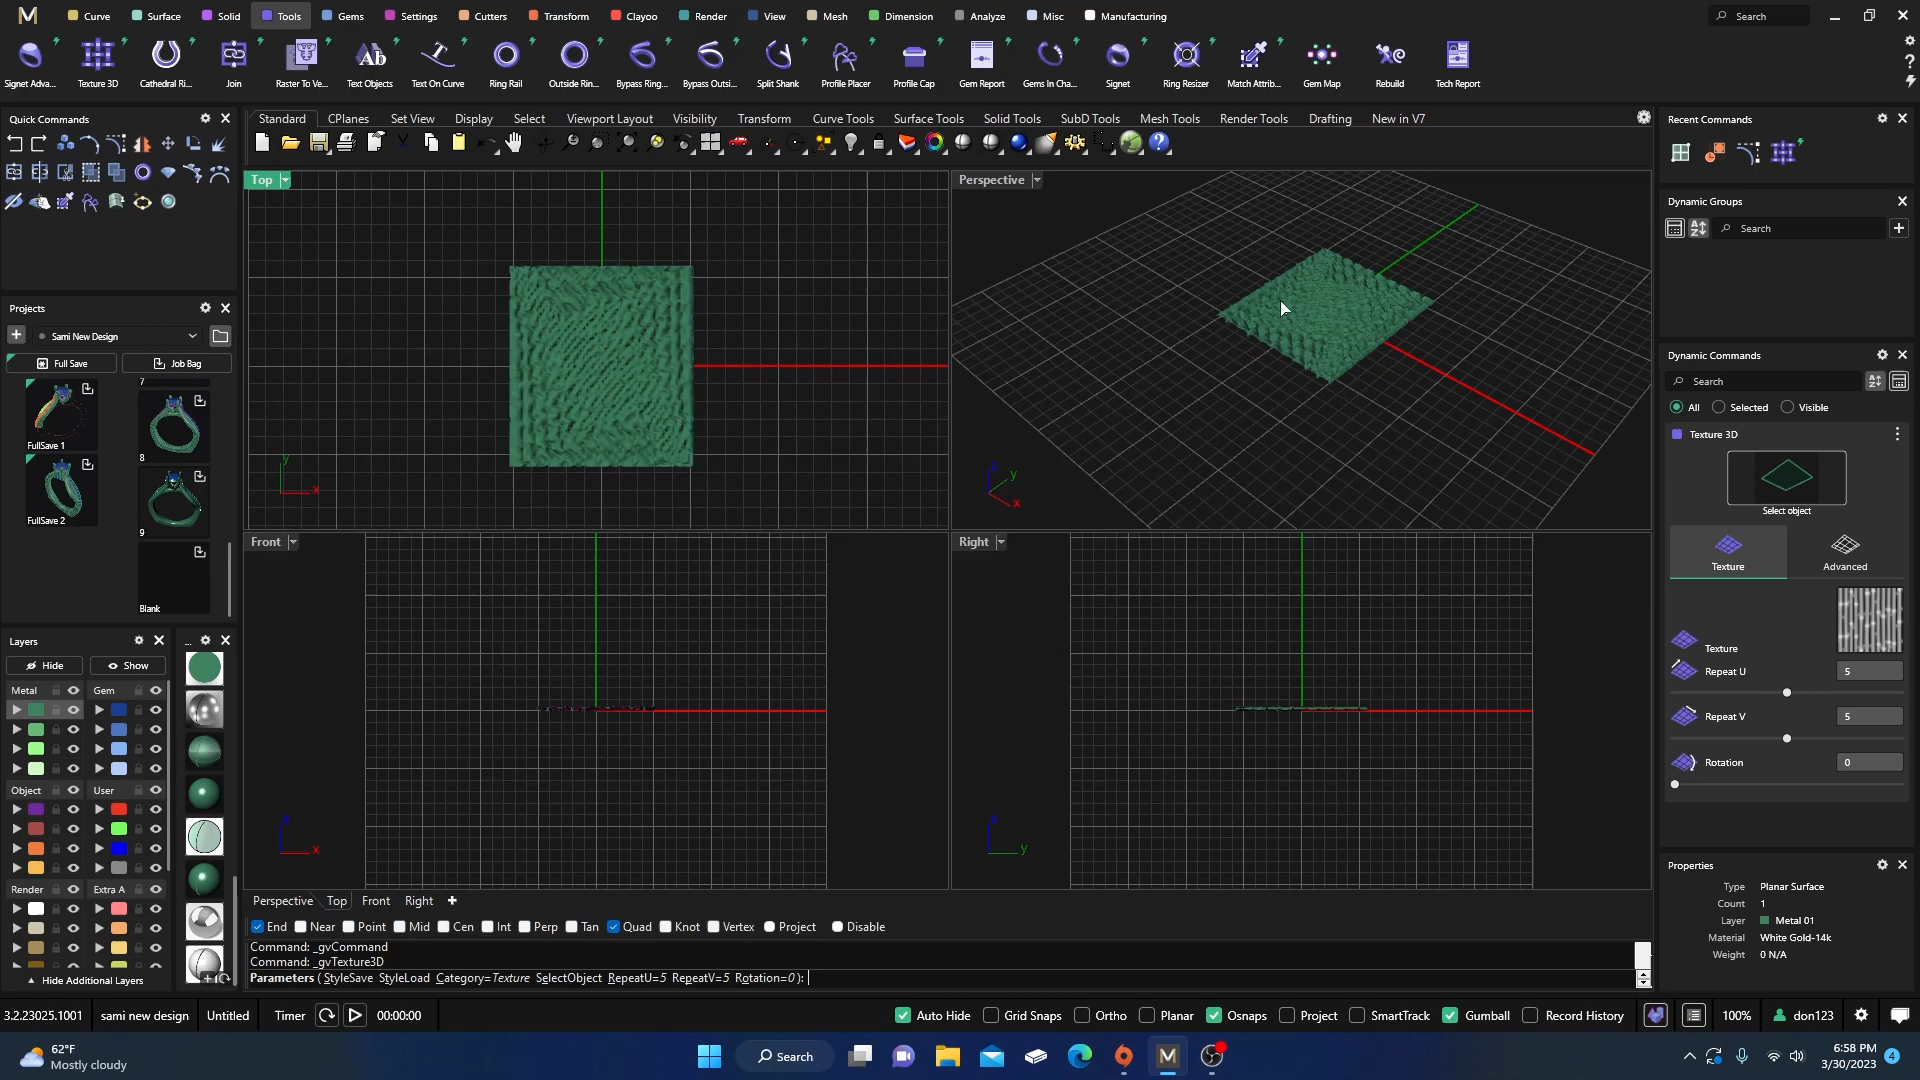 M Curve Surface Solid Tools Gems Settings Cutters Transform Clayoo Render View Mesh Dimension Analyze Misc Manufacturing Search
Signet Adva... Texture 3D Cathedral Ri... Join Raster To Ve... Text Objects Text On Curve Ring Rail Outside Rin... Bypass Ring... Bypass Outsi... Split Shank Profile Placer Profile Cap Gem Report Gems In Cha... Signet Ring Resizer Match Attrib... Gem Map Rebuild Tech Report
Quick Commands
Standard CPlanes Set View Display Select Viewport Layout Visibility Transform Curve Tools Surface Tools Solid Tools SubD Tools Mesh Tools Render Tools Drafting New in V7
Recent Commands
Top
Perspective
Dynamic Groups
Search
Projects
Sami New Design
Full Save Job Bag
7
FullSave 1
8
FullSave 2
9
Blank
Dynamic Commands
Search
All Selected Visible
Texture 3D
Select object
Texture Advanced
Texture
Repeat U 5
Repeat V 5
Rotation 0
y
x
z
y
x
Front
Right
z
x
z
y
Layers
Hide Show
Metal Gem
Object User
Render Extra A
Hide Additional Layers
Properties
Type Planar Surface
Count 1
Layer Metal 01
Material White Gold-14k
Weight 0 N/A
Perspective Top Front Right
End Near Point Mid Cen Int Perp Tan Quad Knot Vertex Project Disable
Command: _gvCommand
Command: _gvTexture3D
Parameters ( StyleSave StyleLoad Category=Texture SelectObject RepeatU=5 RepeatV=5 Rotation=0 ):
3.2.23025.1001 sami new design Untitled Timer 00:00:00 Auto Hide Grid Snaps Ortho Planar Osnaps Project SmartTrack Gumball Record History 100% don123
62°F
Mostly cloudy
Search
M
6:58 PM
3/30/2023
4